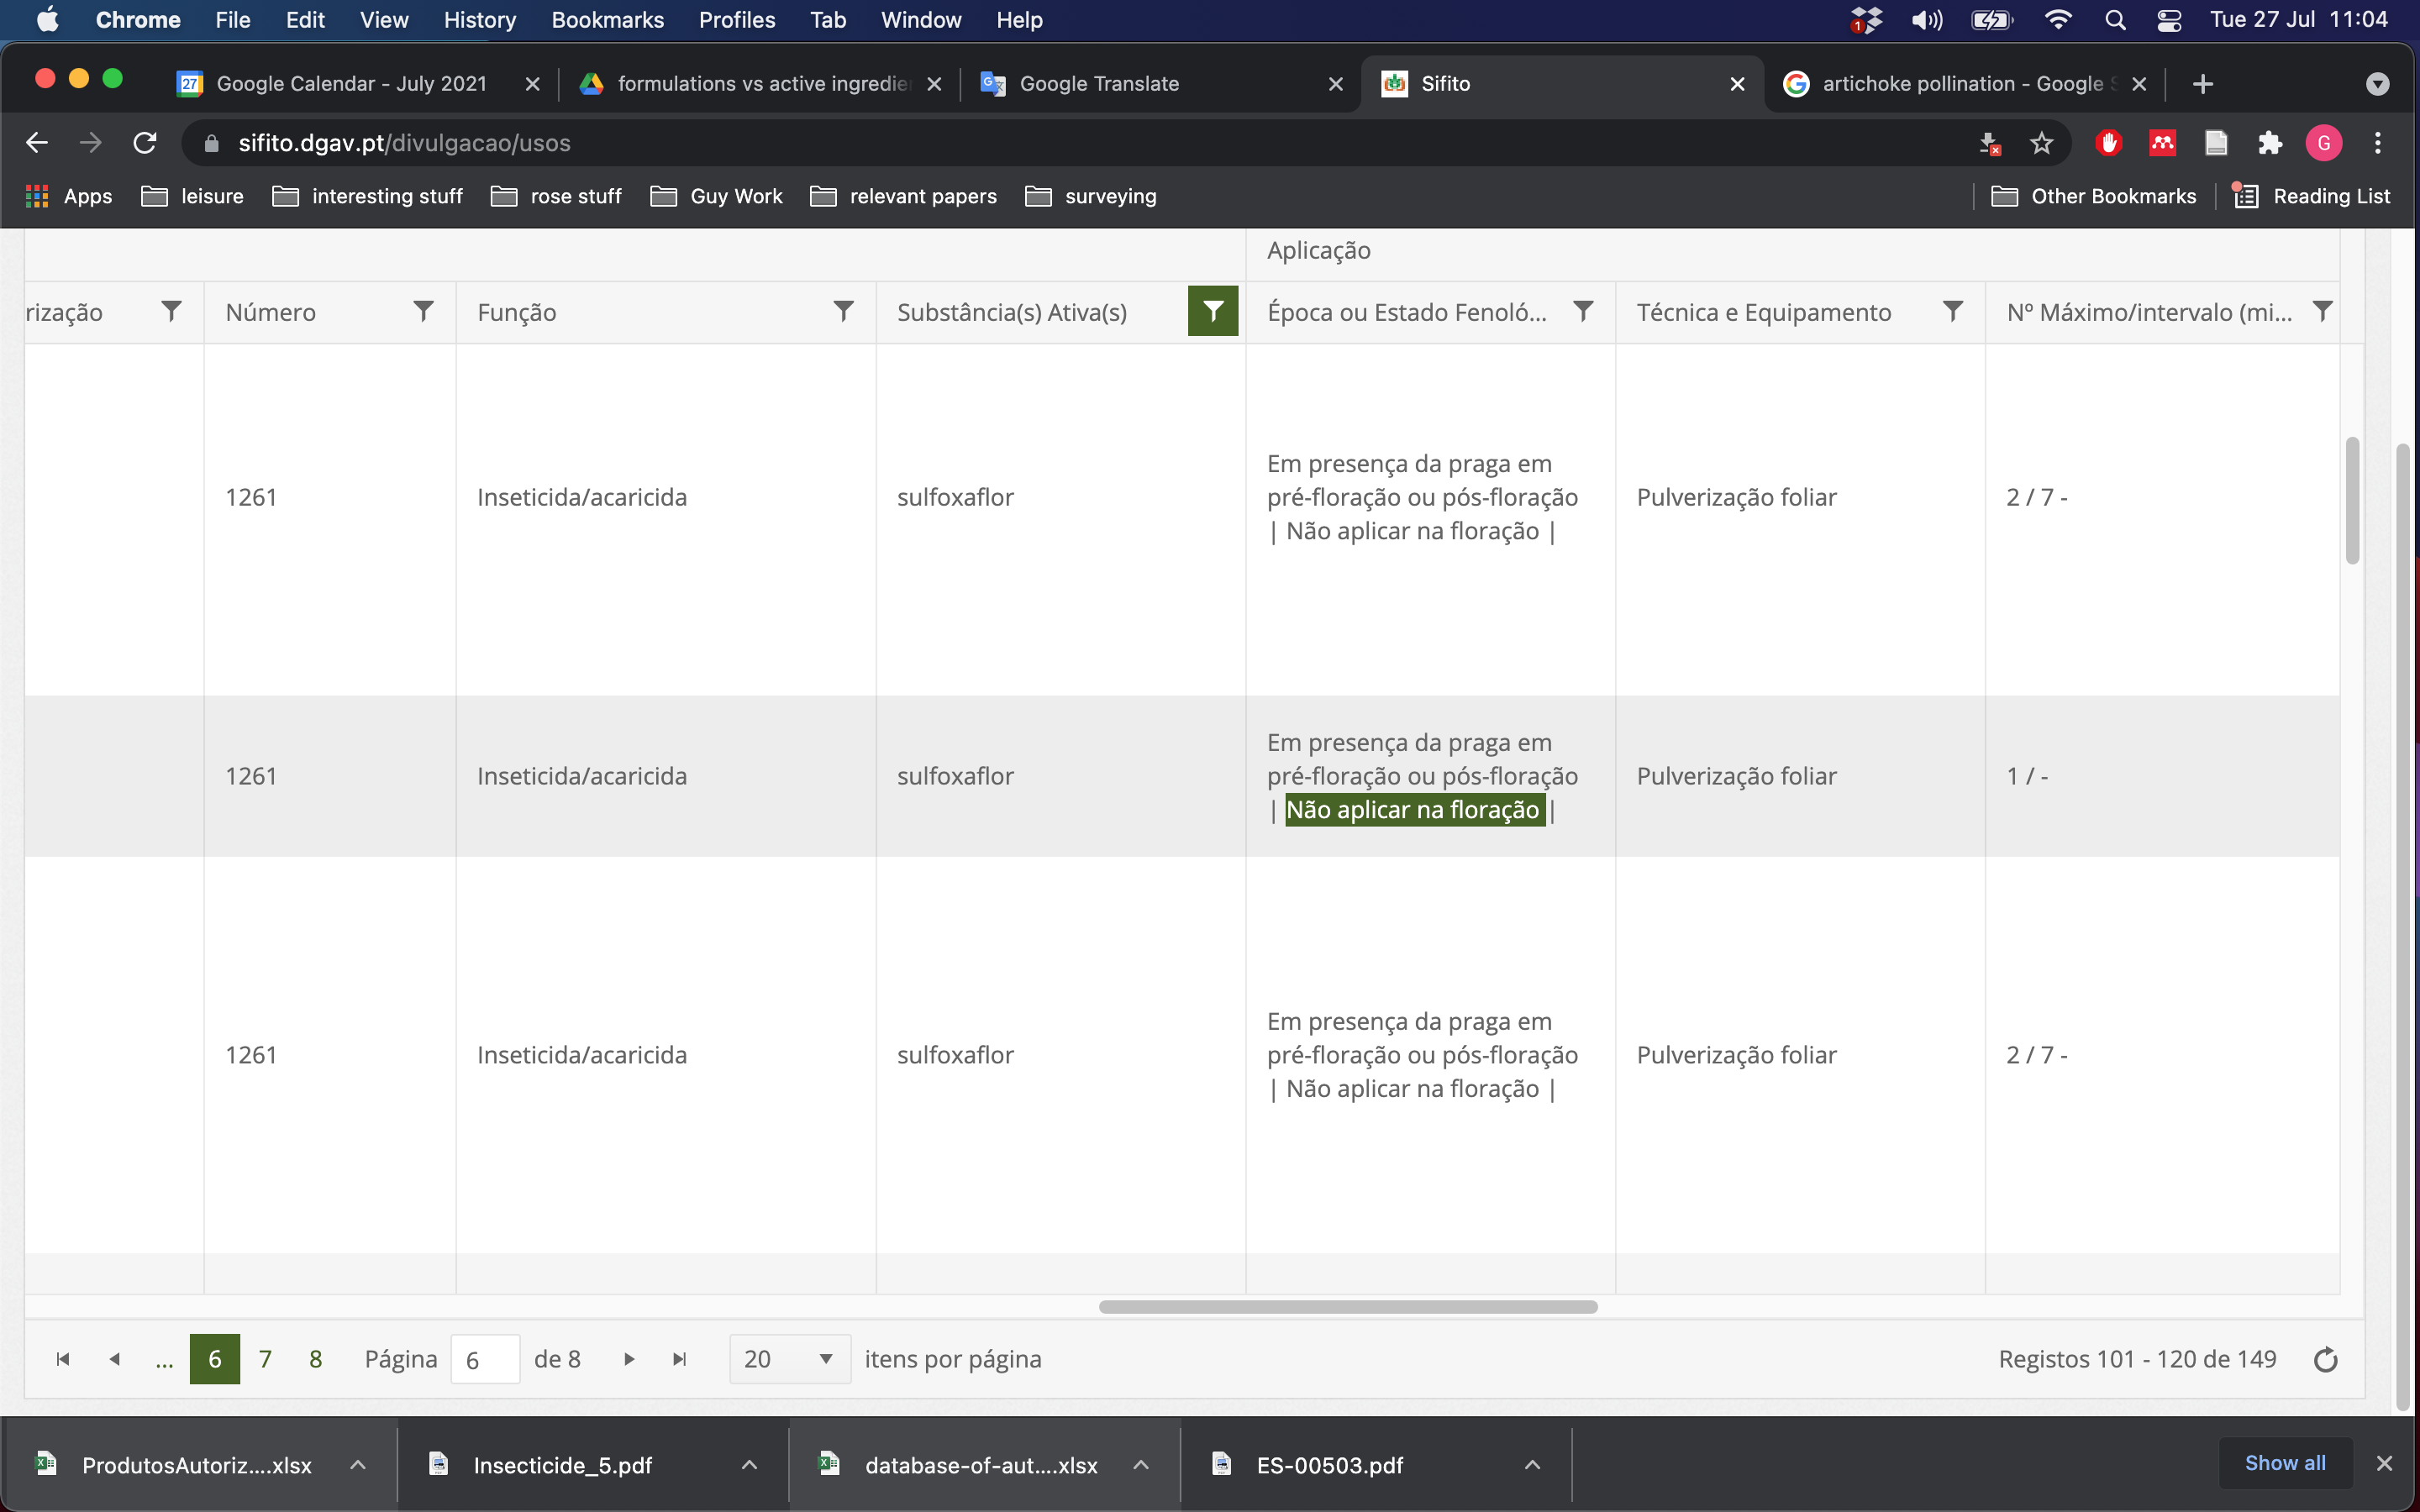 Chrome File Edit View History Bookmarks Profiles Tab Window Help
1
Tue 27 Jul 11:04
27 Google Calendar - July 2021
formulations vs active ingredie
Google Translate
Sifito
artichoke pollination - Google S
sifito.dgav.pt/divulgacao/usos
G
Apps leisure interesting stuff rose stuff Guy Work relevant papers surveying Other Bookmarks Reading List
Aplicação
rização Número Função Substância(s) Ativa(s) Época ou Estado Fenoló... Técnica e Equipamento Nº Máximo/intervalo (mi...
Em presença da praga em
1261 Inseticida/acaricida sulfoxaflor pré-floração ou pós-floração Pulverização foliar 2 / 7 -
| Não aplicar na floração |
Em presença da praga em
1261 Inseticida/acaricida sulfoxaflor pré-floração ou pós-floração Pulverização foliar 1 / -
| Não aplicar na floração |
Em presença da praga em
1261 Inseticida/acaricida sulfoxaflor pré-floração ou pós-floração Pulverização foliar 2 / 7 -
| Não aplicar na floração |
... 6 7 8 Página 6 de 8 20 itens por página Registos 101 - 120 de 149
ProdutosAutoriz....xlsx Insecticide_5.pdf database-of-aut....xlsx ES-00503.pdf Show all